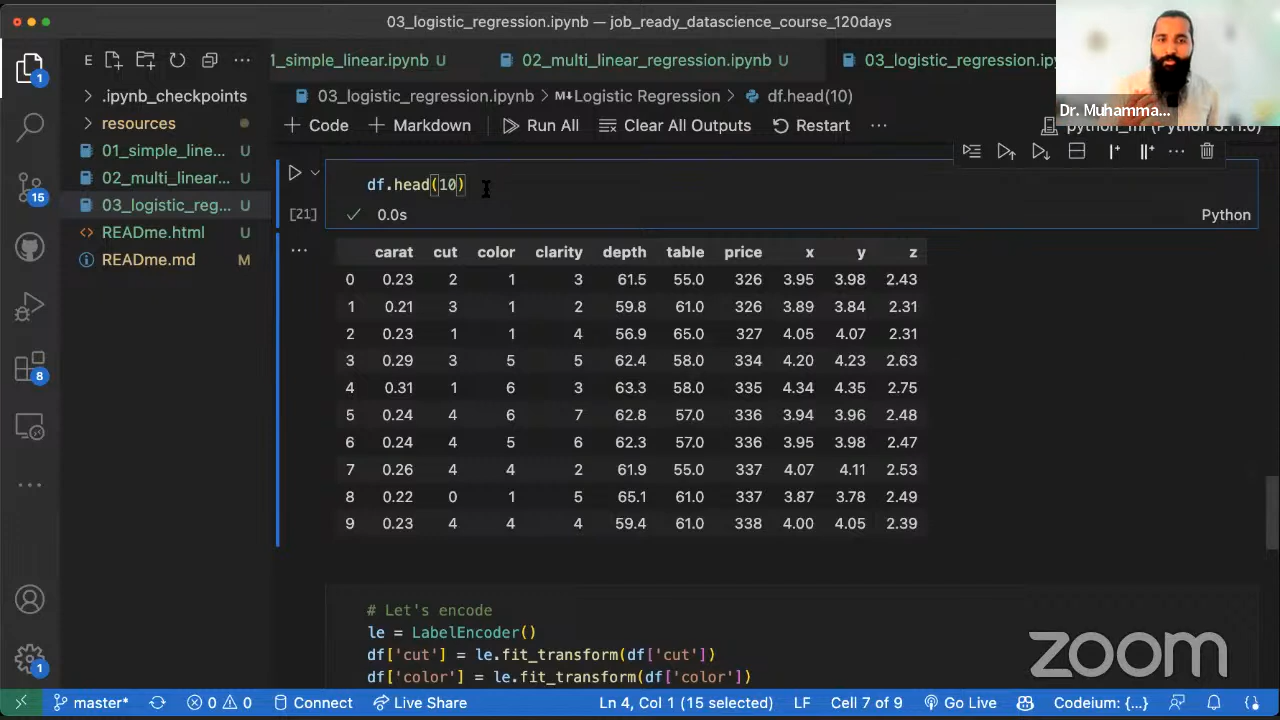 03_logistic_regression.ipynb — job_ready_datascience_course_120days
1_simple_linear.ipynb U
02_multi_linear_regression.ipynb U
03_logistic_regression.ipy
03_logistic_regression.ipynb > M↓Logistic Regression > df.head(10)
Code Markdown Run All Clear All Outputs Restart ...
Dr. Muhamma...
E
.ipynb_checkpoints
resources
01_simple_line... U
02_multi_linear... U
03_logistic_reg... U
READme.html U
READme.md M
1
15
8
1
df.head(10)
[21] 0.0s Python
carat cut color clarity depth table price x y z
0 0.23 2 1 3 61.5 55.0 326 3.95 3.98 2.43
1 0.21 3 1 2 59.8 61.0 326 3.89 3.84 2.31
2 0.23 1 1 4 56.9 65.0 327 4.05 4.07 2.31
3 0.29 3 5 5 62.4 58.0 334 4.20 4.23 2.63
4 0.31 1 6 3 63.3 58.0 335 4.34 4.35 2.75
5 0.24 4 6 7 62.8 57.0 336 3.94 3.96 2.48
6 0.24 4 5 6 62.3 57.0 336 3.95 3.98 2.47
7 0.26 4 4 2 61.9 55.0 337 4.07 4.11 2.53
8 0.22 0 1 5 65.1 61.0 337 3.87 3.78 2.49
9 0.23 4 4 4 59.4 61.0 338 4.00 4.05 2.39
# Let's encode
le = LabelEncoder()
df['cut'] = le.fit_transform(df['cut'])
df['color'] = le.fit_transform(df['color'])
zoom
master* 0 0 Connect Live Share Ln 4, Col 1 (15 selected) LF Cell 7 of 9 Go Live Codeium: {...}